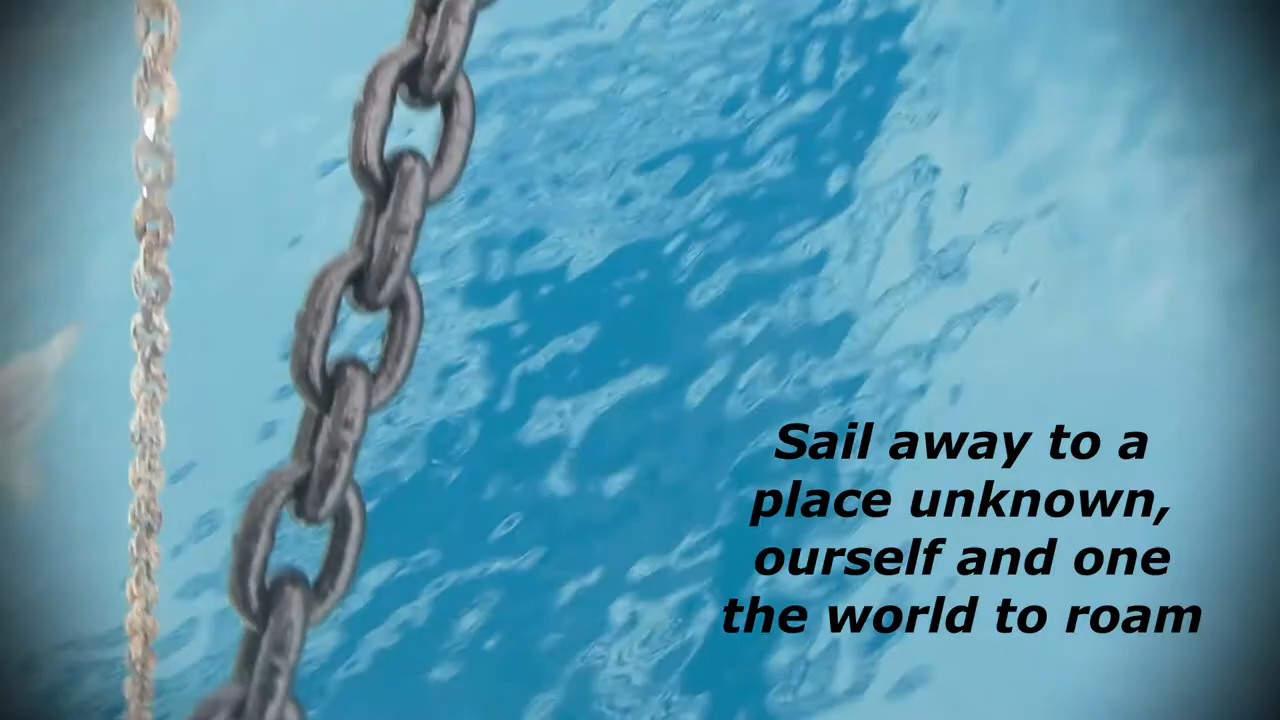 Sail away to a
place unknown,
ourself and one
the world to roam